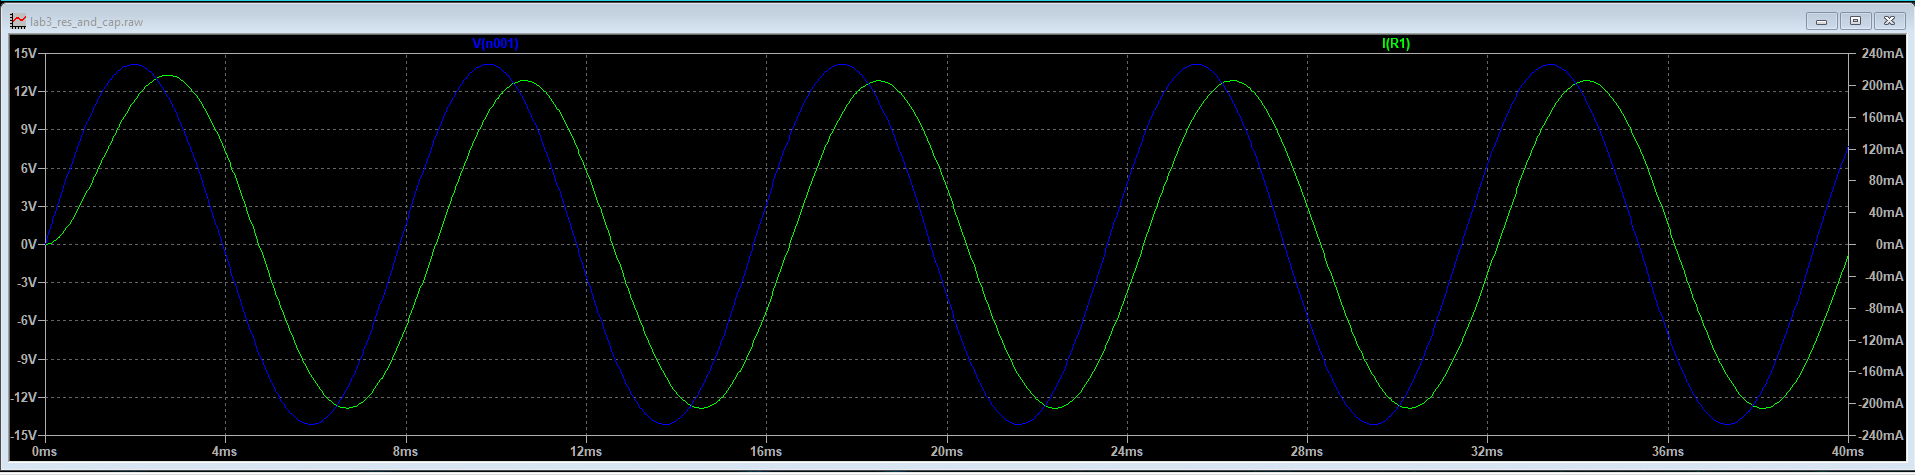 lab3_res_and_cap.raw
V(n001) I(R1)
15V 240mA
12V 200mA
9V 160mA
6V 120mA
3V 80mA
0V 40mA
-3V 0mA
-6V -40mA
-9V -80mA
-12V -120mA
-15V -160mA
-200mA
-240mA
0ms 4ms 8ms 12ms 16ms 20ms 24ms 28ms 32ms 36ms 40ms